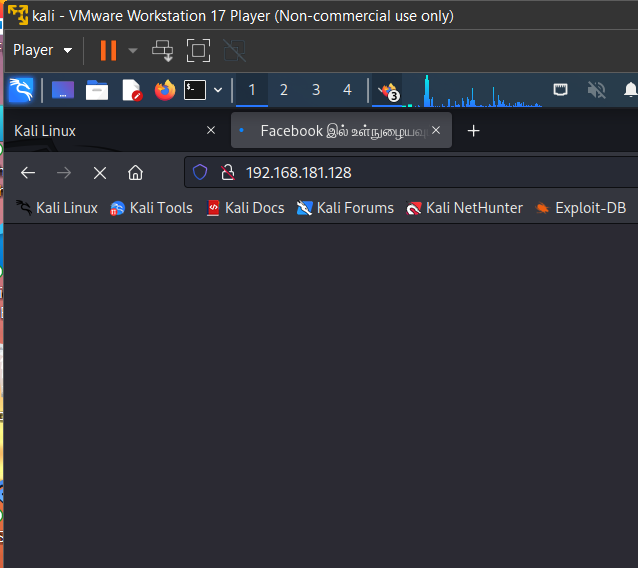 kali - VMware Workstation 17 Player (Non-commercial use only)
Player
1 2 3 4 3
Kali Linux Facebook இல் உள்நுழையவு
192.168.181.128
Kali Linux Kali Tools Kali Docs Kali Forums Kali NetHunter Exploit-DB